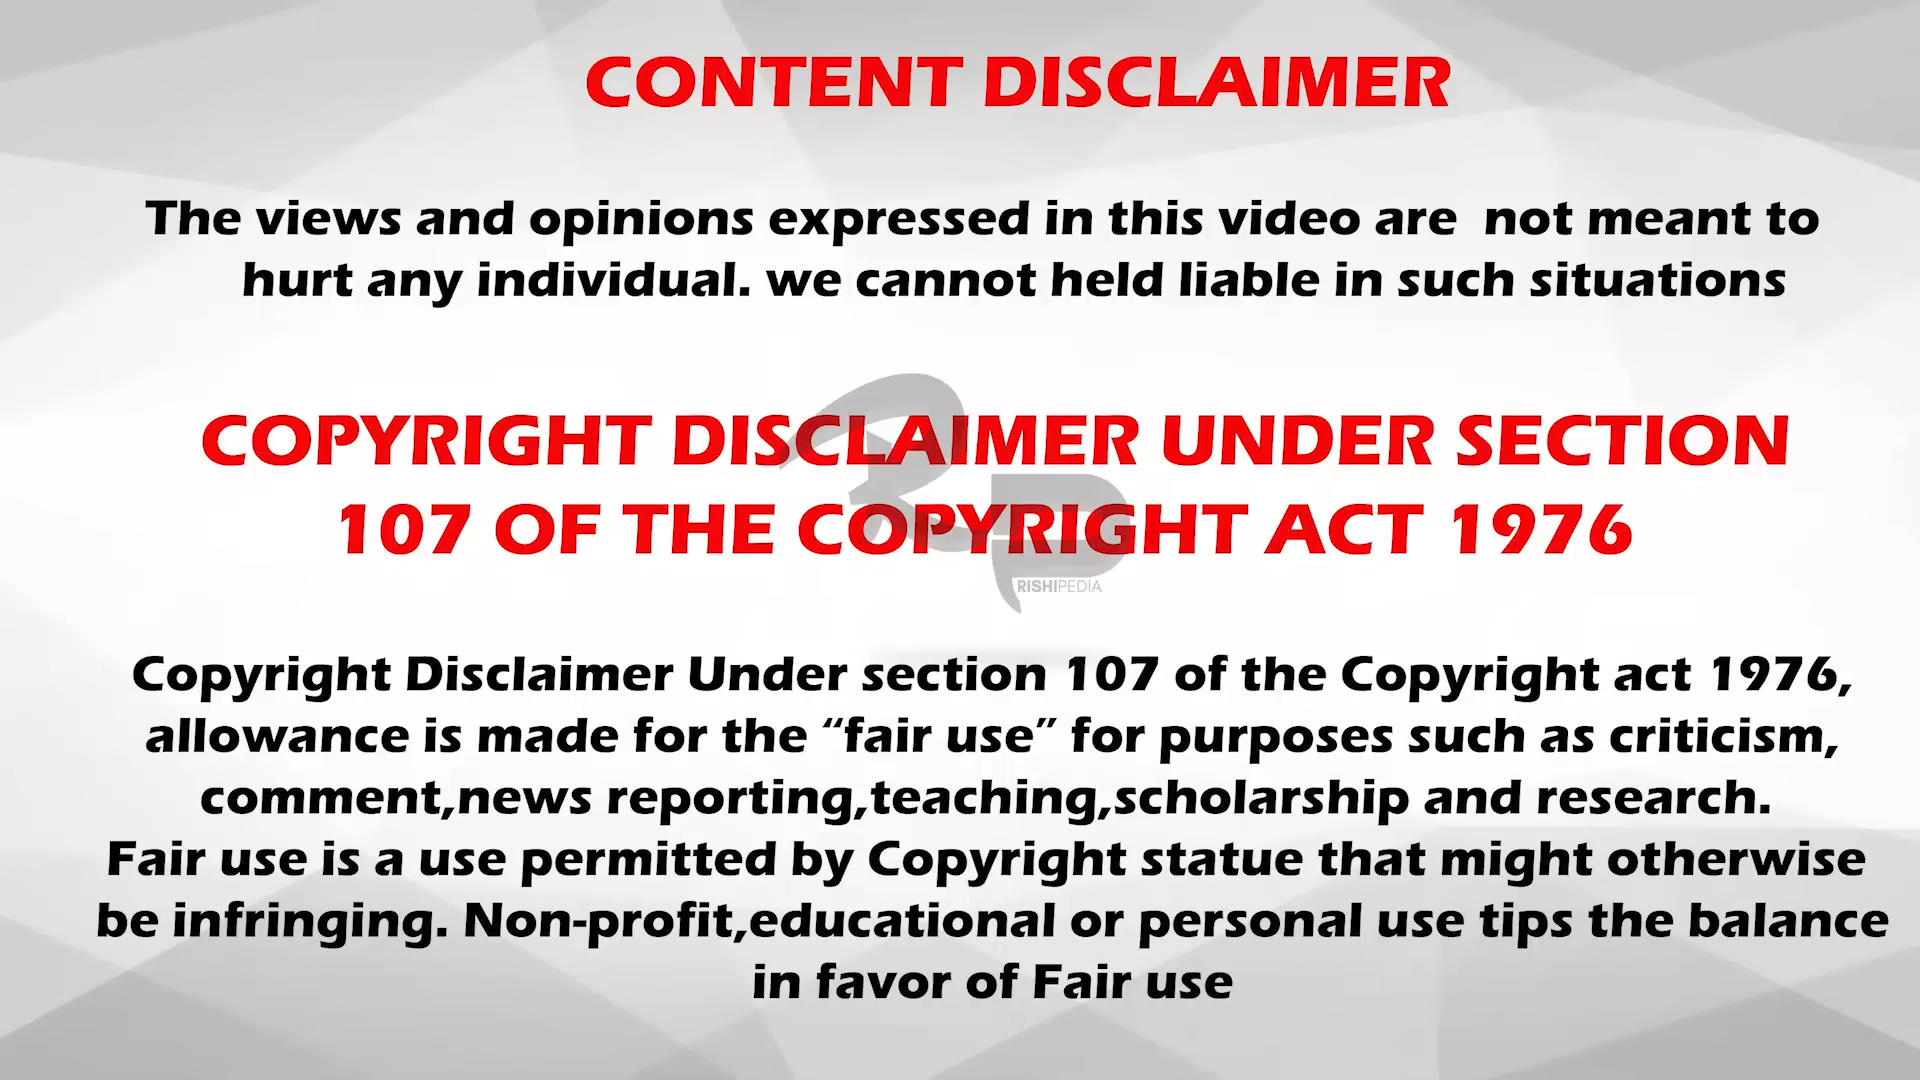 CONTENT DISCLAIMER
The views and opinions expressed in this video are  not meant to
hurt any individual. we cannot held liable in such situations
COPYRIGHT DISCLAIMER UNDER SECTION
107 OF THE COPYRIGHT ACT 1976
RISHIPEDIA
Copyright Disclaimer Under section 107 of the Copyright act 1976,
allowance is made for the “fair use” for purposes such as criticism,
comment,news reporting,teaching,scholarship and research.
Fair use is a use permitted by Copyright statue that might otherwise
be infringing. Non-profit,educational or personal use tips the balance
in favor of Fair use